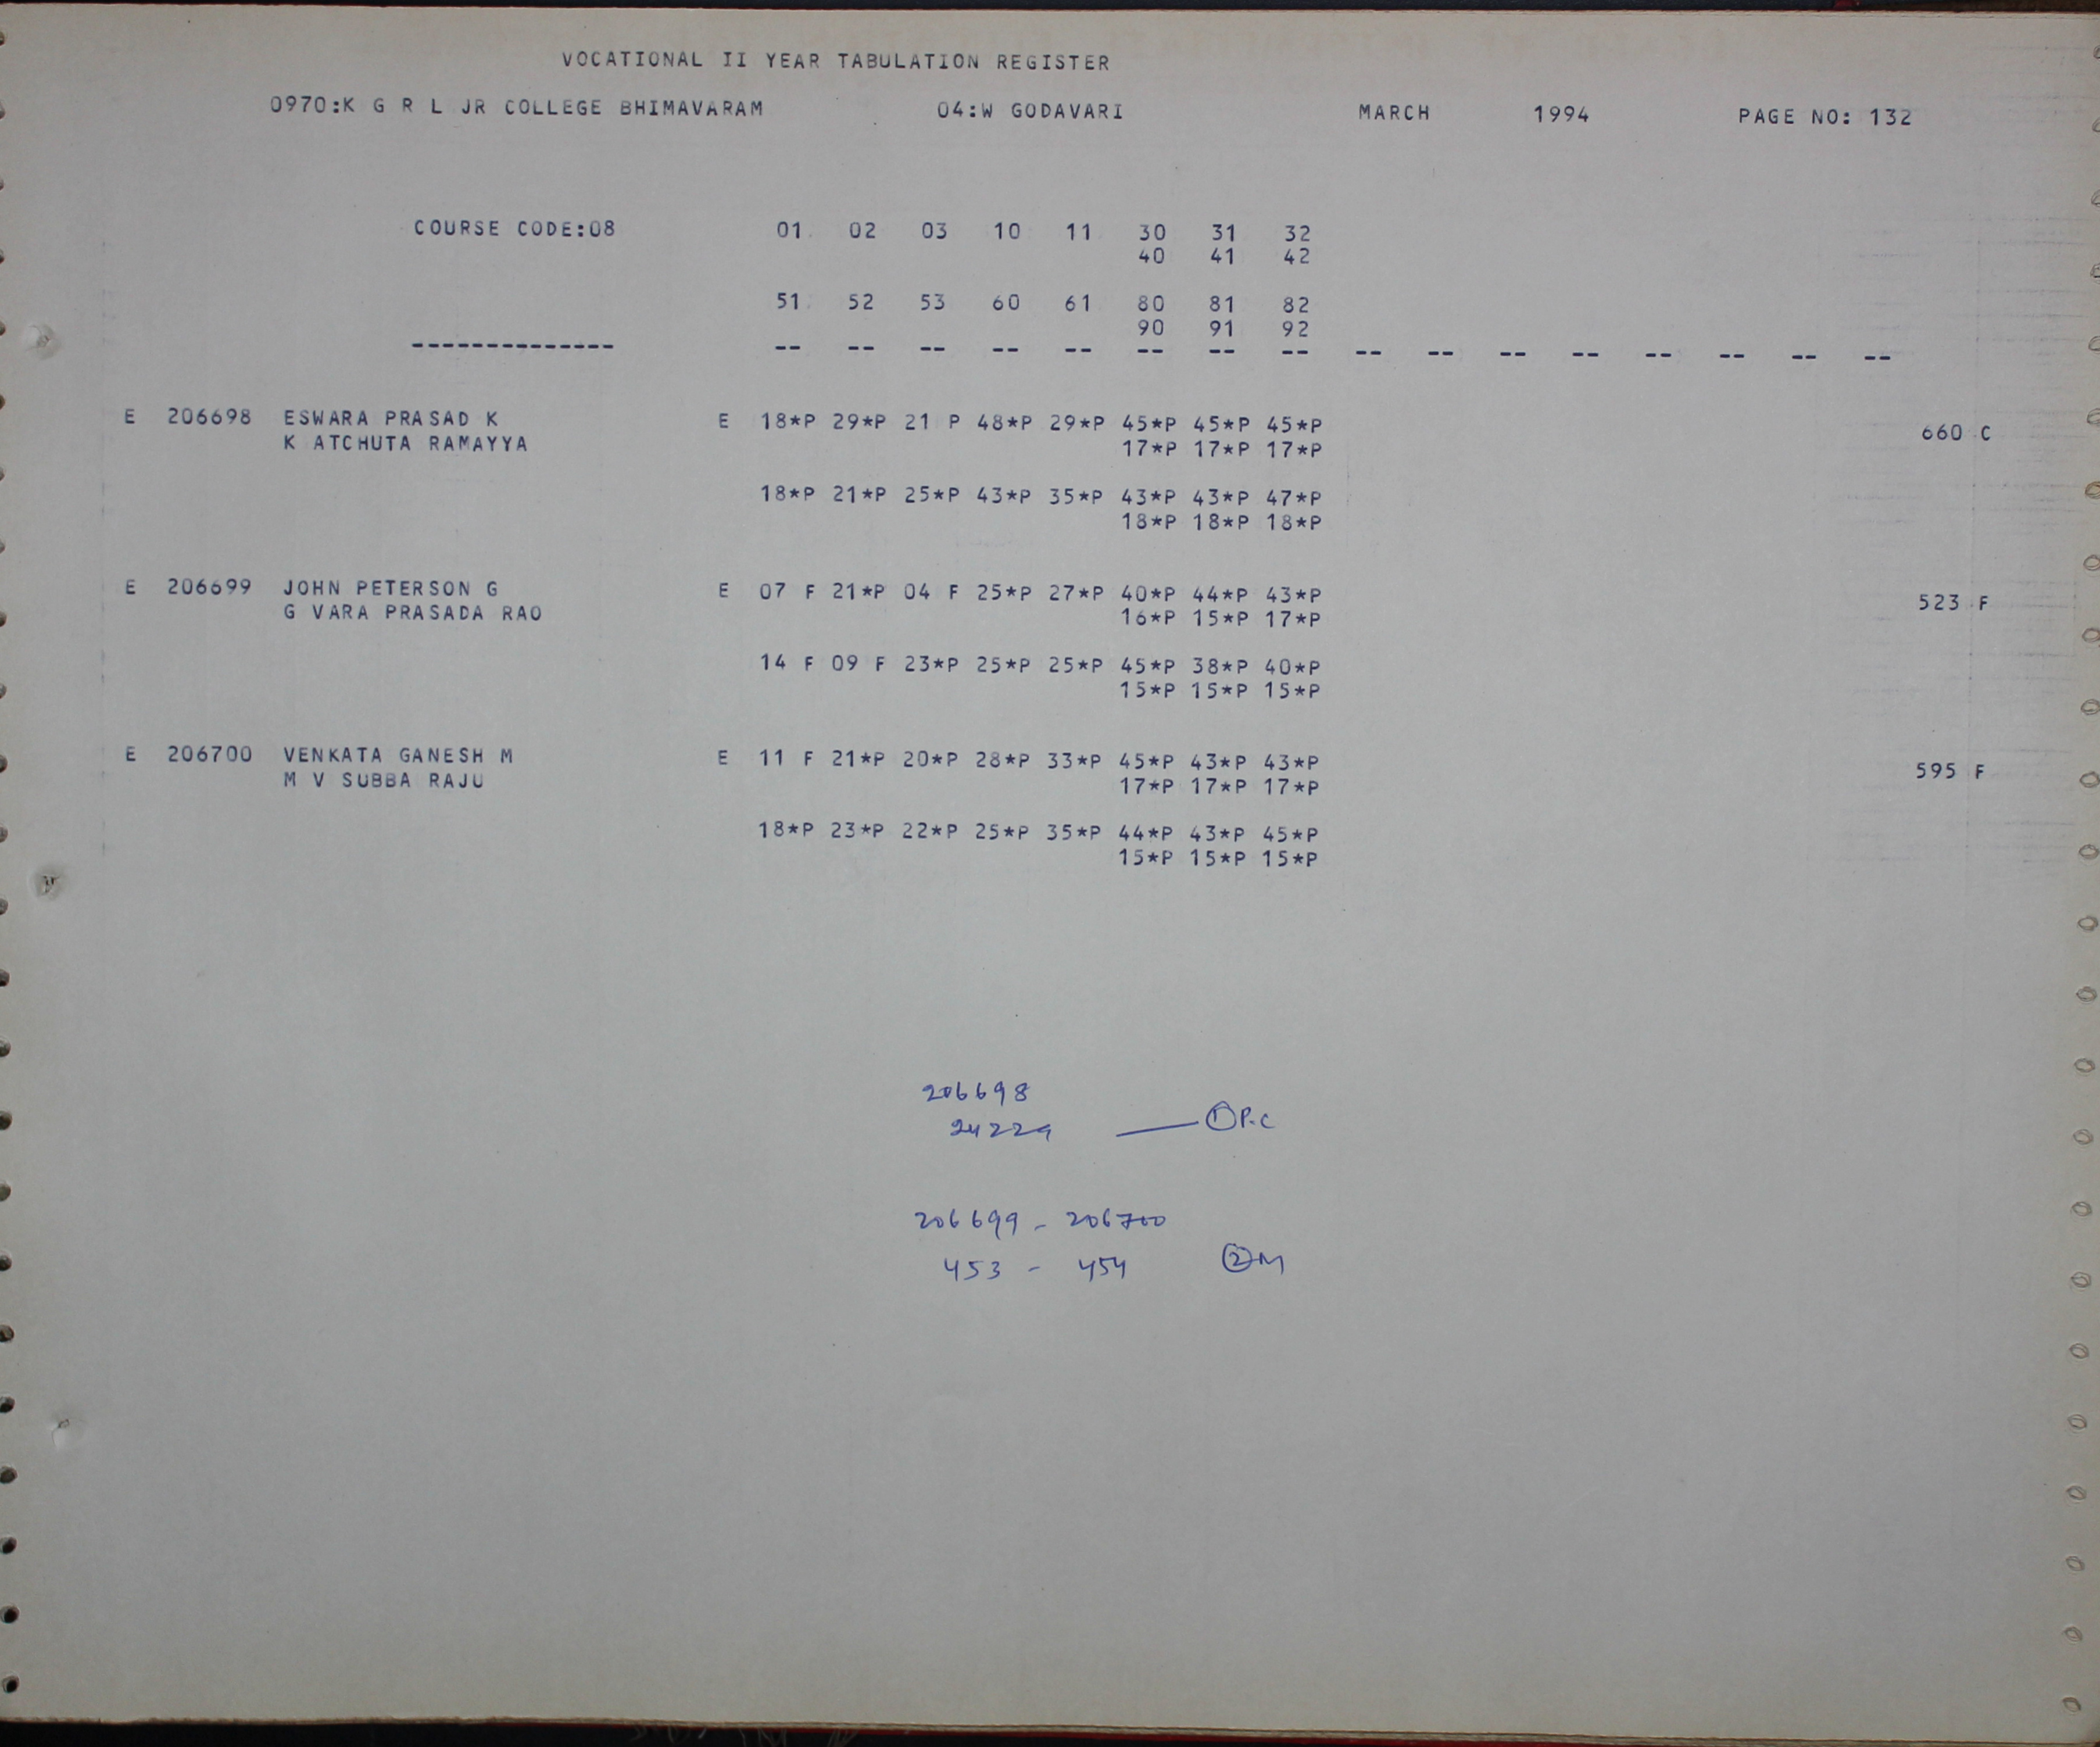 VOCATIONAL II YEAR TABULATION REGISTER
0970:K G R L JR COLLEGE BHIMAVARAM 04:W GODAVARI MARCH 1994 PAGE NO: 132
COURSE CODE:08 01 02 03 10 11 30 31 32
40 41 42
51 52 53 60 61 80 81 82
90 91 92
-------------- -- -- -- -- -- -- -- -- -- -- -- -- -- -- -- --
E 206698 ESWARA PRASAD K E 18*P 29*P 21 P 48*P 29*P 45*P 45*P 45*P 660 C
K ATCHUTA RAMAYYA 17*P 17*P 17*P
18*P 21*P 25*P 43*P 35*P 43*P 43*P 47*P
18*P 18*P 18*P
E 206699 JOHN PETERSON G E 07 F 21*P 04 F 25*P 27*P 40*P 44*P 43*P 523 F
G VARA PRASADA RAO 16*P 15*P 17*P
14 F 09 F 23*P 25*P 25*P 45*P 38*P 40*P
15*P 15*P 15*P
E 206700 VENKATA GANESH M E 11 F 21*P 20*P 28*P 33*P 45*P 43*P 43*P 595 F
M V SUBBA RAJU 17*P 17*P 17*P
18*P 23*P 22*P 25*P 35*P 44*P 43*P 45*P
15*P 15*P 15*P
206698
24229 — 1 P.C
206699 - 206700
453 - 454 2 M